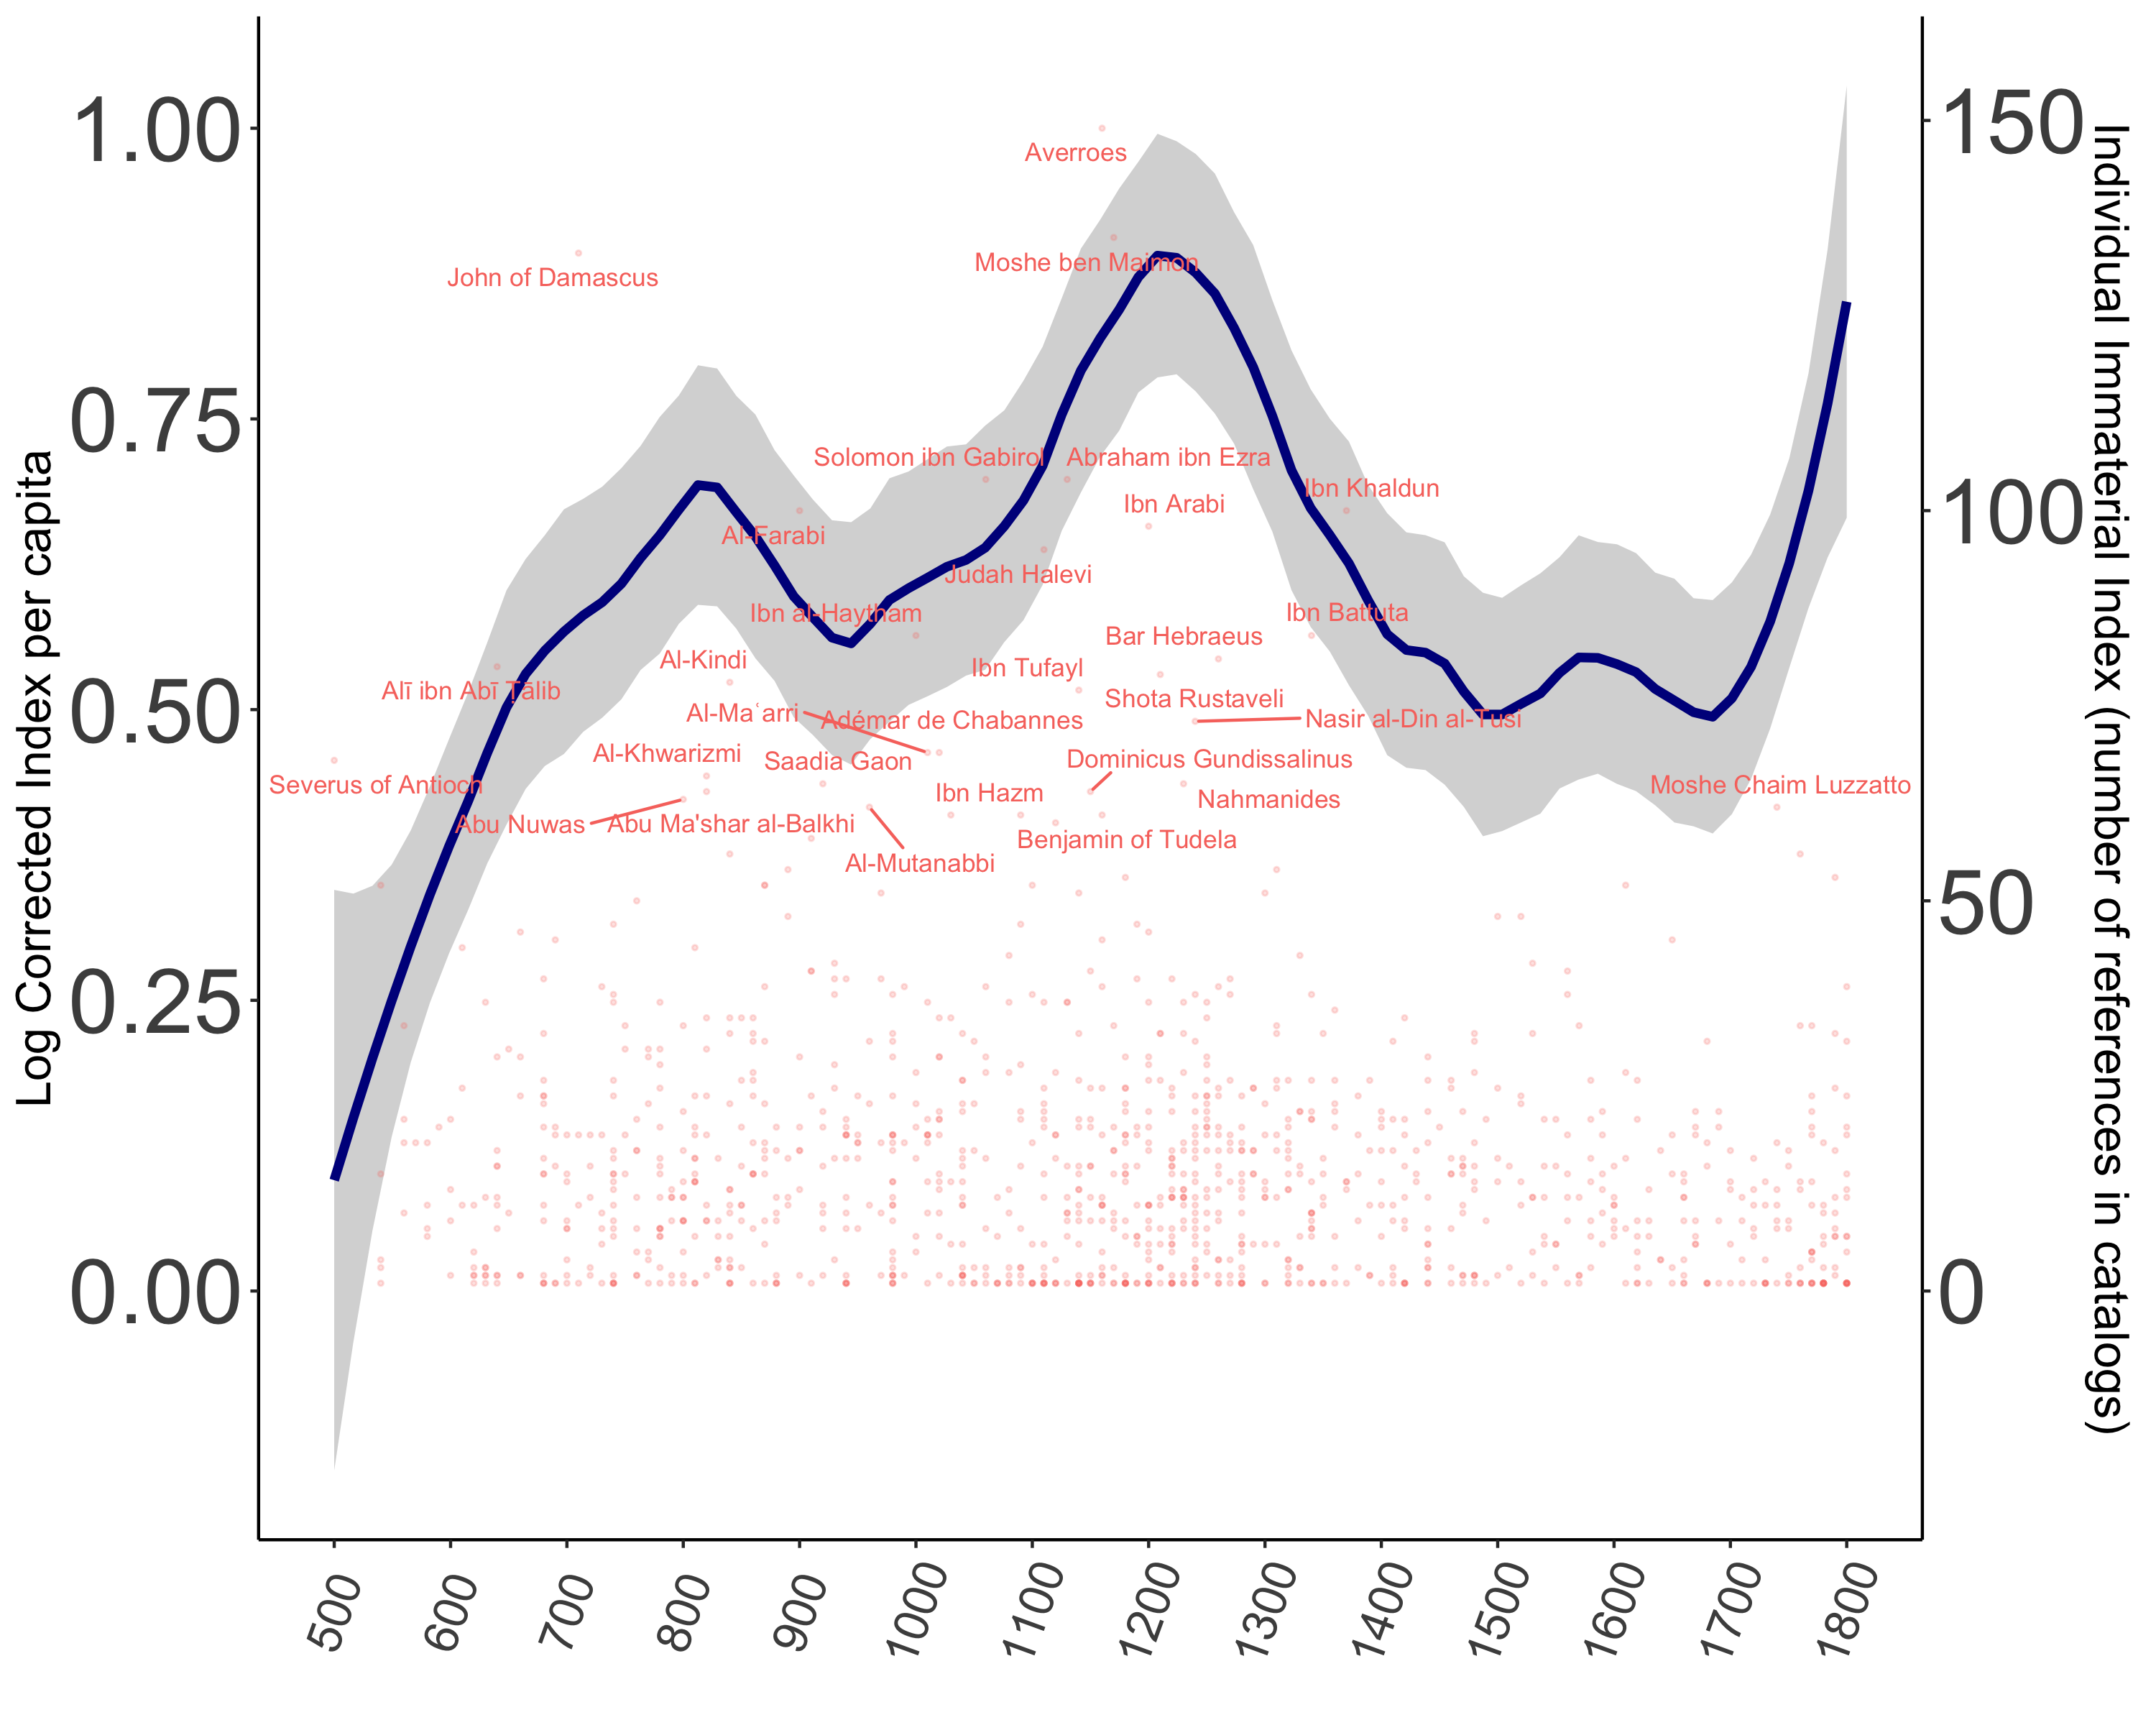 Log Corrected Index per capita
1.00
0.75
0.50
0.25
0.00
Averroes
Moshe ben Maimon
John of Damascus
Solomon ibn Gabirol
Abraham ibn Ezra
Ibn Khaldun
Ibn Arabi
Al-Farabi
Judah Halevi
Ibn al-Haytham
Ibn Battuta
Bar Hebraeus
Al-Kindi
Ibn Tufayl
Alī ibn Abī Ṭālib
Shota Rustaveli
Al-Maʿarri
Adémar de Chabannes
Nasir al-Din al-Tusi
Al-Khwarizmi
Saadia Gaon
Dominicus Gundissalinus
Severus of Antioch
Ibn Hazm
Nahmanides
Moshe Chaim Luzzatto
Abu Nuwas
Abu Ma'shar al-Balkhi
Benjamin of Tudela
Al-Mutanabbi
150
100
50
0
Individual Immaterial Index (number of references in catalogs)
500
600
700
800
900
1000
1100
1200
1300
1400
1500
1600
1700
1800